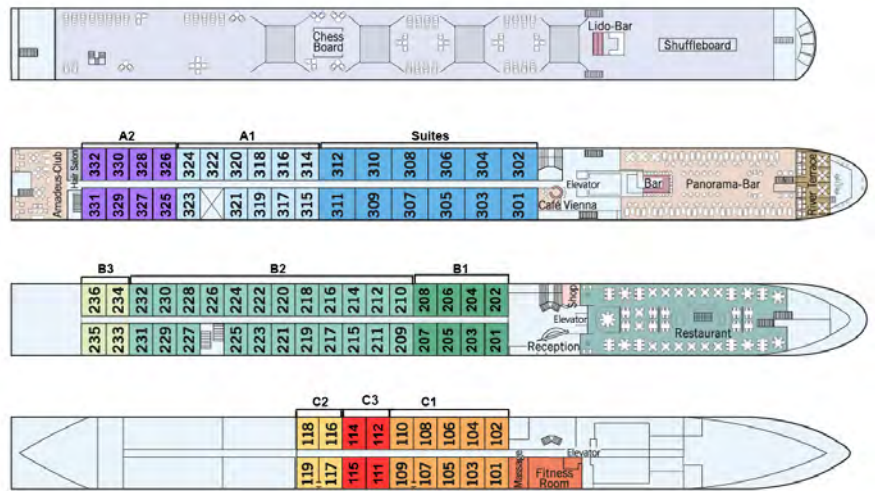 Lido-Bar
Chess
Board
Shuffleboard
A2 A1 Suites
Amadeus-Club
Hair Salon
332 330 328 326 324 322 320 318 316 314 312 310 308 306 304 302
331 329 327 325 323 321 319 317 315 311 309 307 305 303 301
Elevator
Café Vienna
Bar
Panorama-Bar
River Terrace
B3 B2 B1
236 234 232 230 228 226 224 222 220 218 216 214 212 210 208 206 204 202
235 233 231 229 227 225 223 221 219 217 215 211 209 207 205 203 201
Shop
Elevator
Reception
Restaurant
C2 C3 C1
118 116 114 112 110 108 106 104 102
119 117 115 111 109 107 105 103 101
Massage
Elevator
Fitness
Room